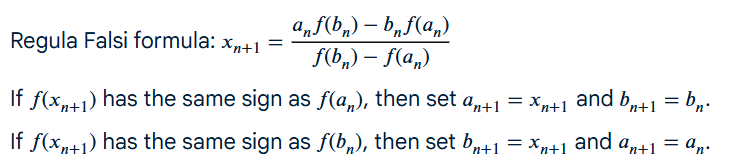 Regula Falsi formula: xₙ₊₁ = (aₙf(bₙ) − bₙf(aₙ)) / (f(bₙ) − f(aₙ))
If f(xₙ₊₁) has the same sign as f(aₙ), then set aₙ₊₁ = xₙ₊₁ and bₙ₊₁ = bₙ.
If f(xₙ₊₁) has the same sign as f(bₙ), then set bₙ₊₁ = xₙ₊₁ and aₙ₊₁ = aₙ.